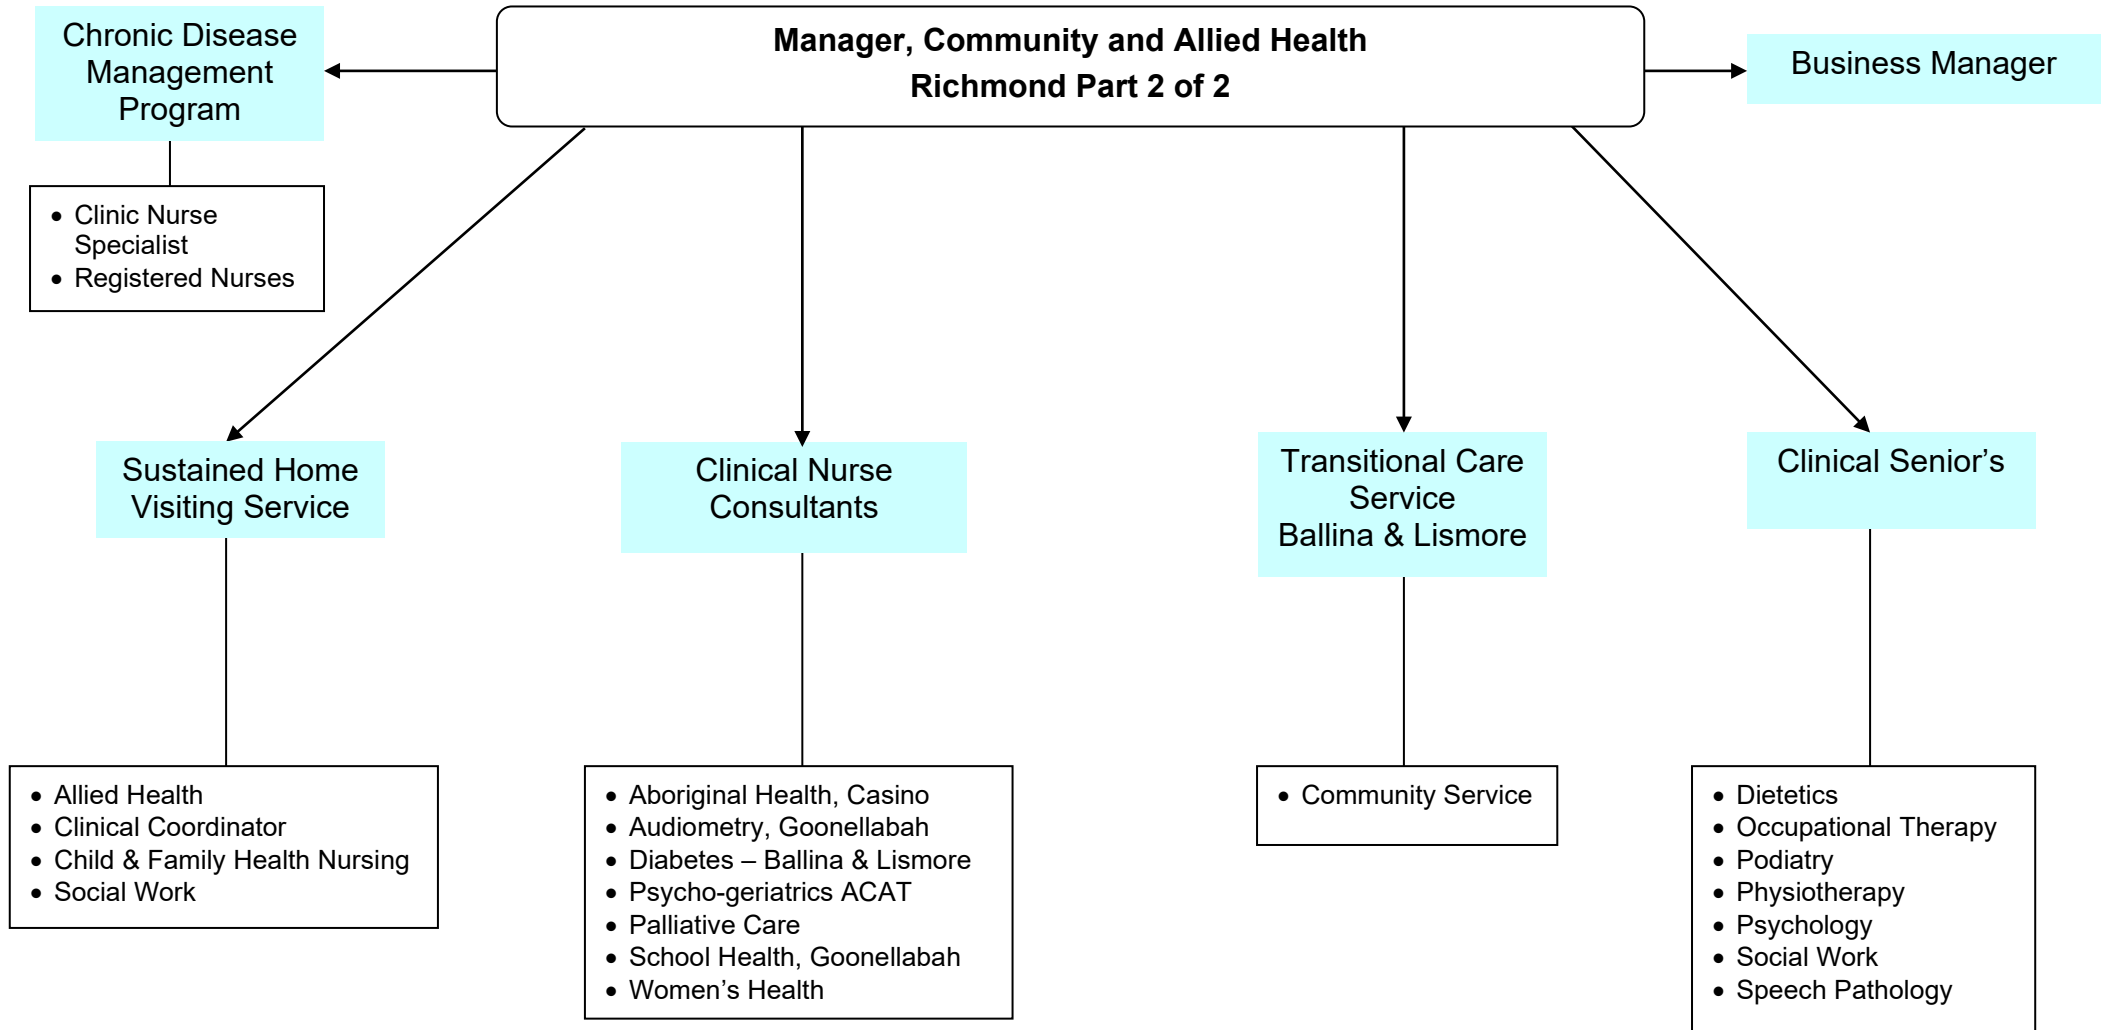 Chronic Disease
Management
Program
Manager, Community and Allied Health
Richmond Part 2 of 2
Business Manager
• Clinic Nurse
Specialist
• Registered Nurses
Sustained Home
Visiting Service
Clinical Nurse
Consultants
Transitional Care
Service
Ballina & Lismore
Clinical Senior’s
• Allied Health
• Clinical Coordinator
• Child & Family Health Nursing
• Social Work
• Aboriginal Health, Casino
• Audiometry, Goonellabah
• Diabetes – Ballina & Lismore
• Psycho-geriatrics ACAT
• Palliative Care
• School Health, Goonellabah
• Women’s Health
• Community Service
• Dietetics
• Occupational Therapy
• Podiatry
• Physiotherapy
• Psychology
• Social Work
• Speech Pathology